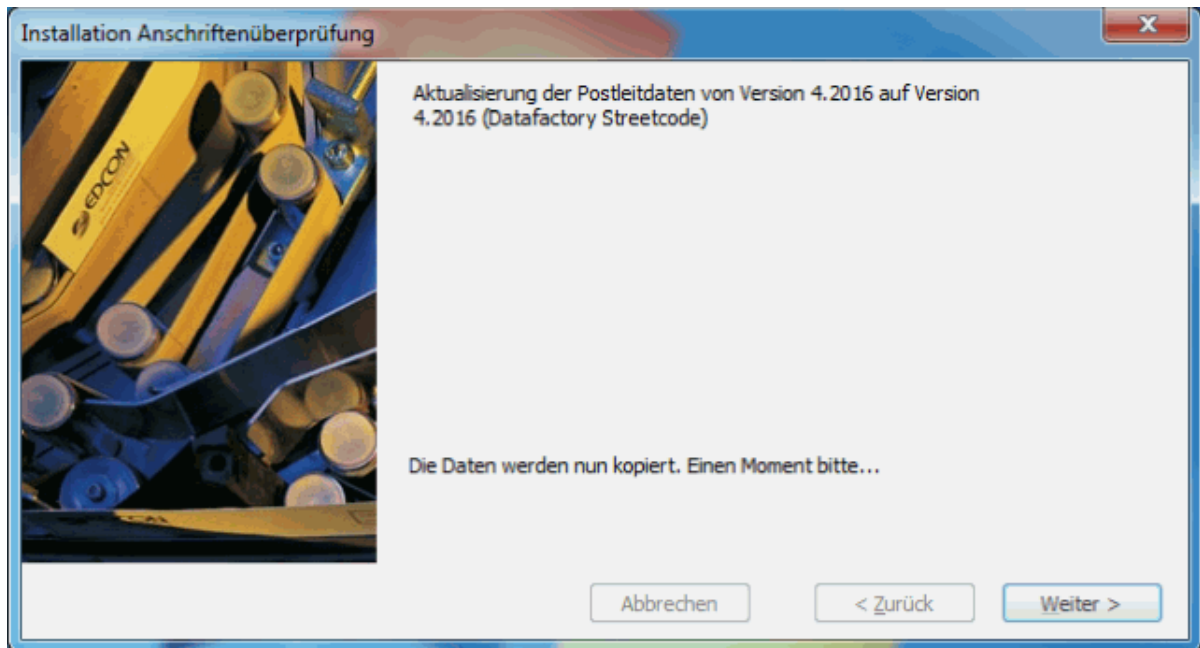 Installation Anschriftenüberprüfung
EDCON
Aktualisierung der Postleitdaten von Version 4.2016 auf Version
4.2016 (Datafactory Streetcode)
Die Daten werden nun kopiert. Einen Moment bitte...
Abbrechen
< Zurück
Weiter >